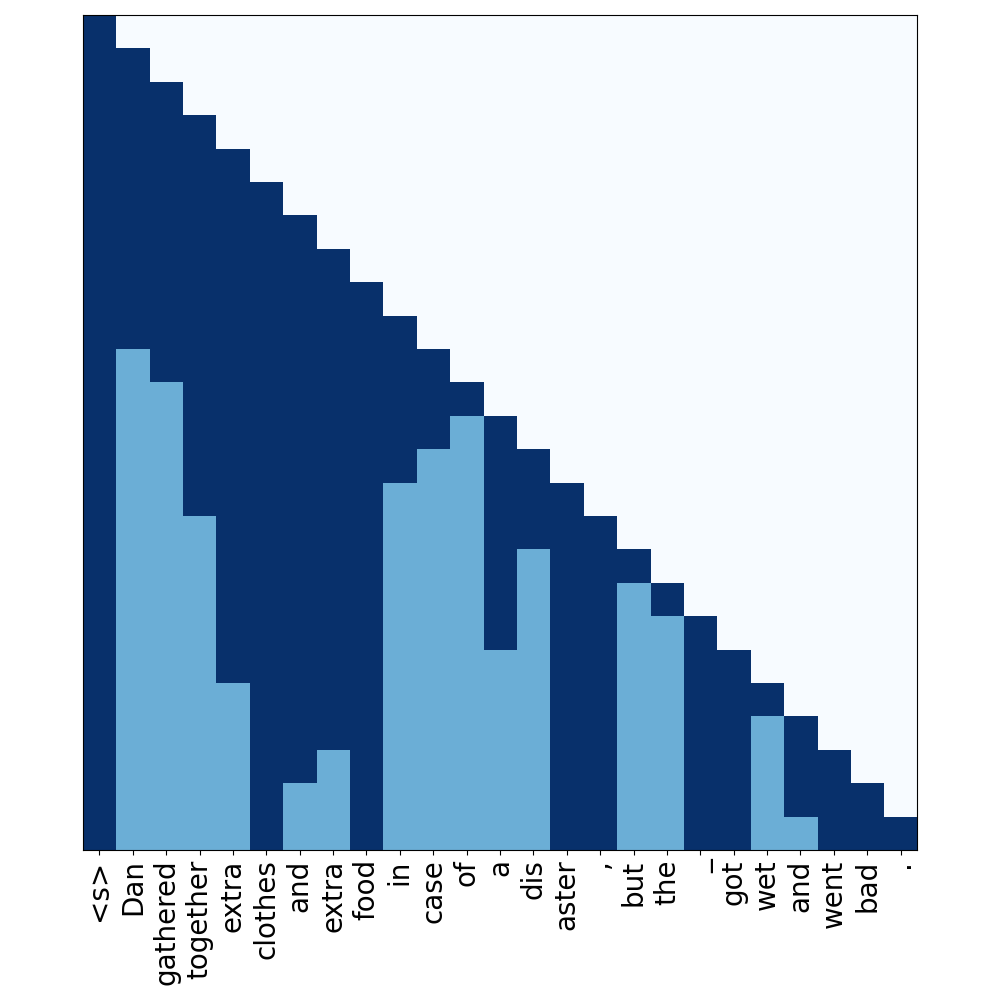 <s> Dan gathered together extra clothes and extra food in case of a dis aster , but the _ got wet and went bad .